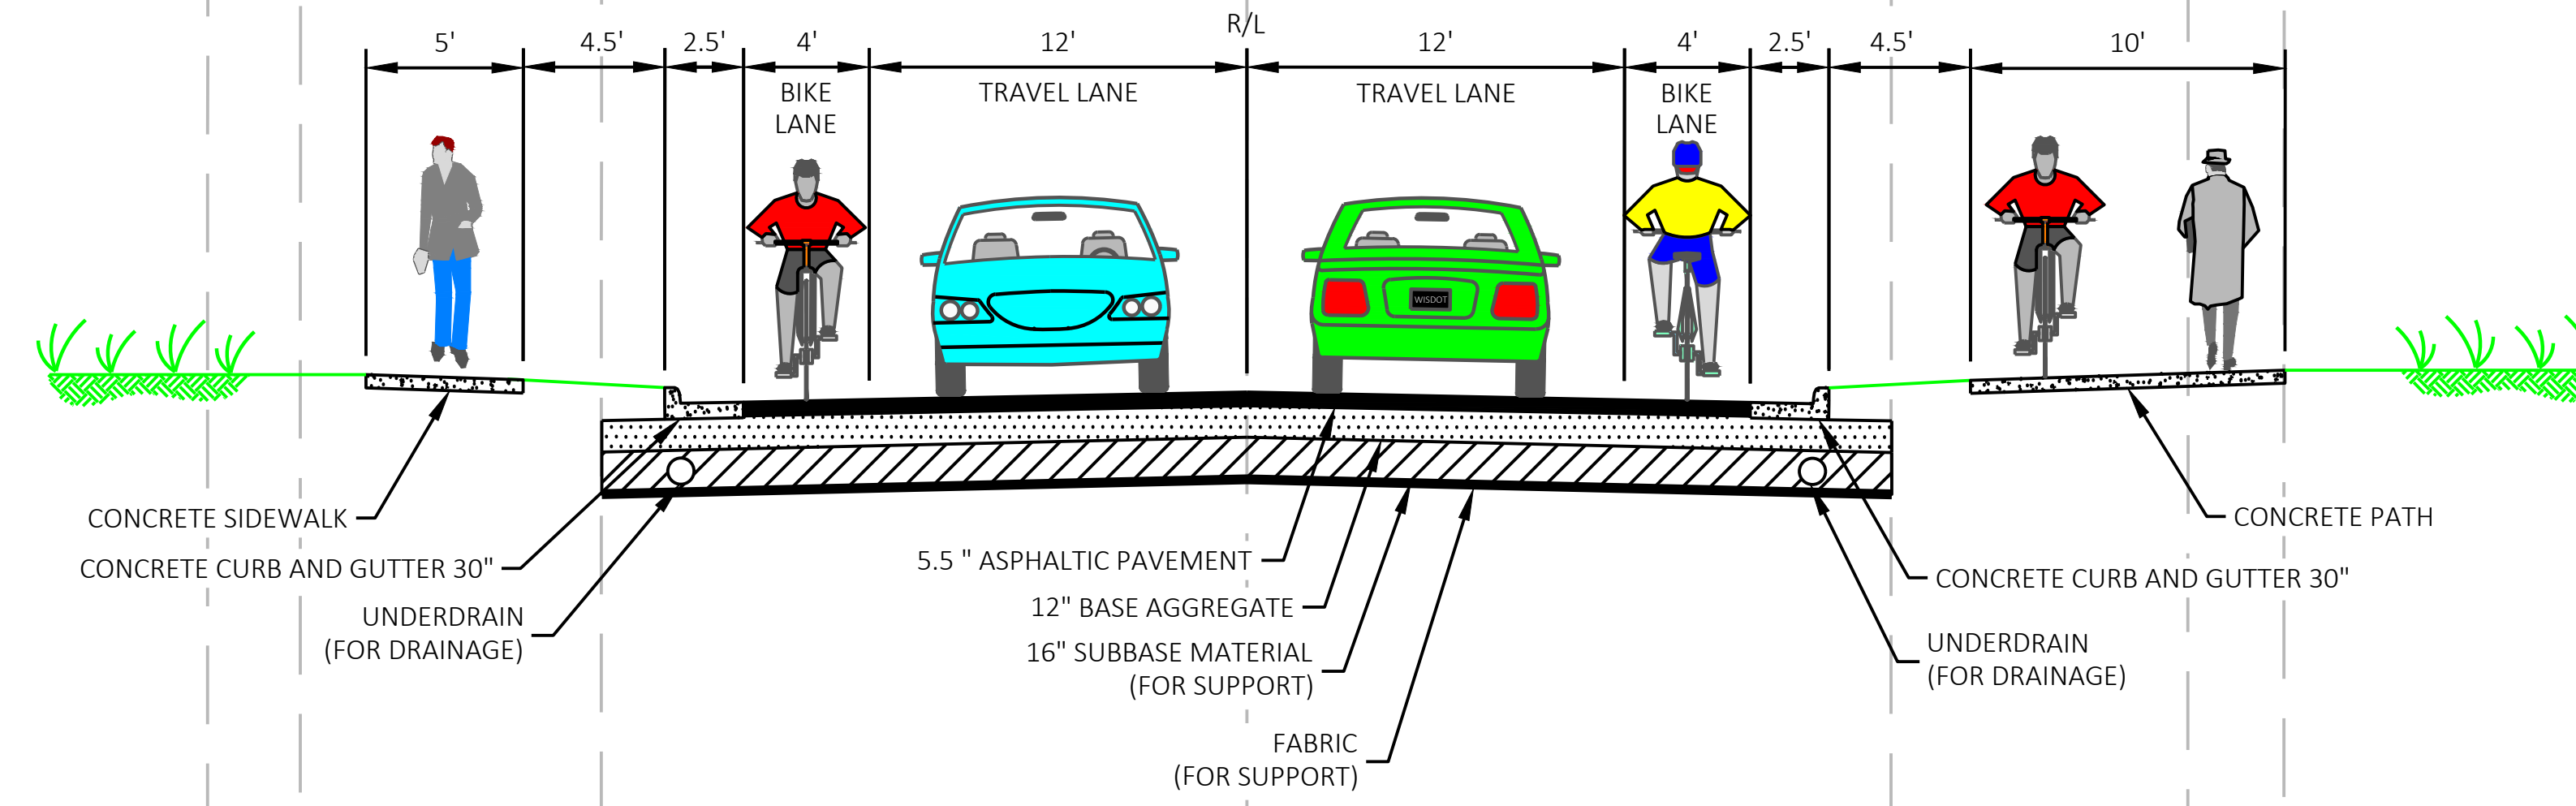 R/L
5'
4.5'
2.5'
4'
12'
12'
4'
2.5'
4.5'
10'
BIKE
LANE
TRAVEL LANE
TRAVEL LANE
BIKE
LANE
WISDOT
CONCRETE SIDEWALK
CONCRETE CURB AND GUTTER 30"
UNDERDRAIN
(FOR DRAINAGE)
5.5 " ASPHALTIC PAVEMENT
12" BASE AGGREGATE
16" SUBBASE MATERIAL
(FOR SUPPORT)
FABRIC
(FOR SUPPORT)
CONCRETE PATH
CONCRETE CURB AND GUTTER 30"
UNDERDRAIN
(FOR DRAINAGE)